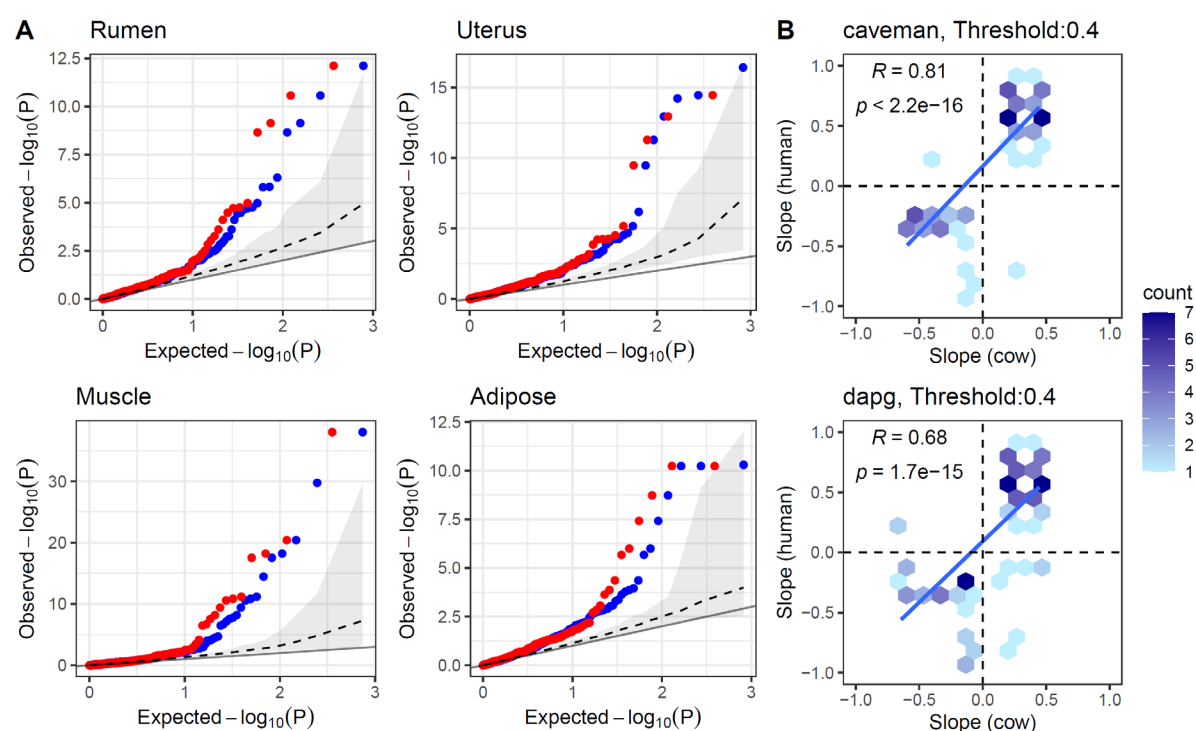 A
Rumen
12.5
10.0
7.5
5.0
2.5
0.0
0
1
2
3
Observed − log10(P)
Expected − log10(P)
Uterus
15
10
5
0
0
1
2
3
Observed − log10(P)
Expected − log10(P)
Muscle
30
20
10
0
0
1
2
3
Observed − log10(P)
Expected − log10(P)
Adipose
10.0
7.5
5.0
2.5
0.0
0
1
2
3
Observed − log10(P)
Expected − log10(P)
B
caveman, Threshold:0.4
R = 0.81
p < 2.2e−16
1.0
0.5
0.0
−0.5
−1.0
−1.0
−0.5
0.0
0.5
1.0
Slope (human)
Slope (cow)
dapg, Threshold:0.4
R = 0.68
p = 1.7e−15
1.0
0.5
0.0
−0.5
−1.0
−1.0
−0.5
0.0
0.5
1.0
Slope (human)
Slope (cow)
count
7
6
5
4
3
2
1